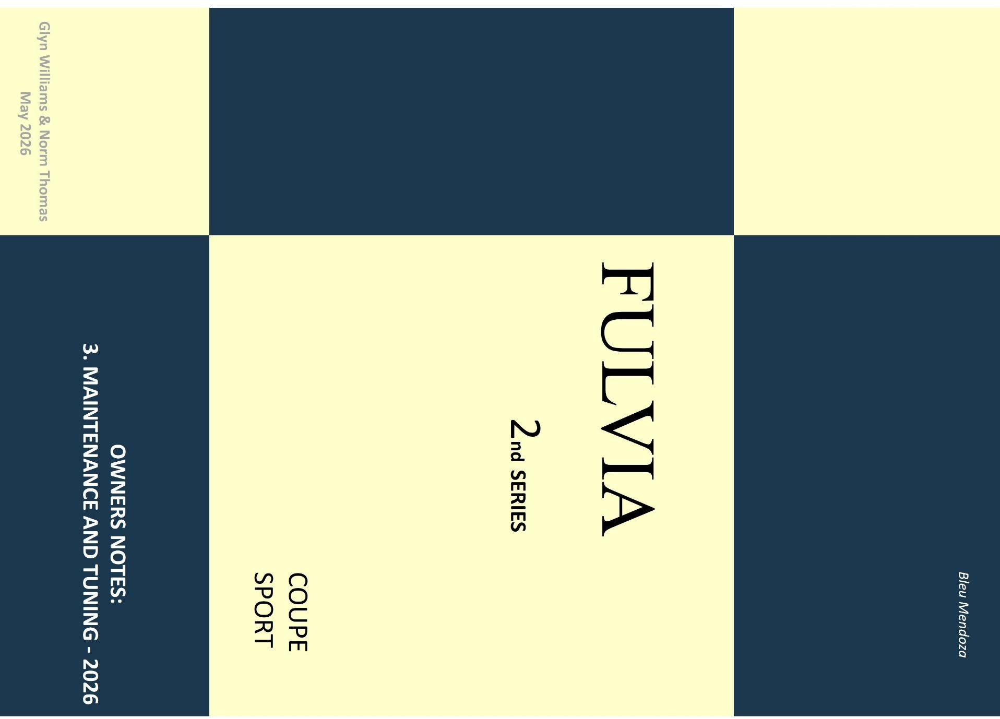 Bleu Mendoza
FULVIA
2nd SERIES
COUPE
SPORT
OWNERS NOTES:
3. MAINTENANCE AND TUNING - 2026
Glyn Williams & Norm Thomas
May 2026